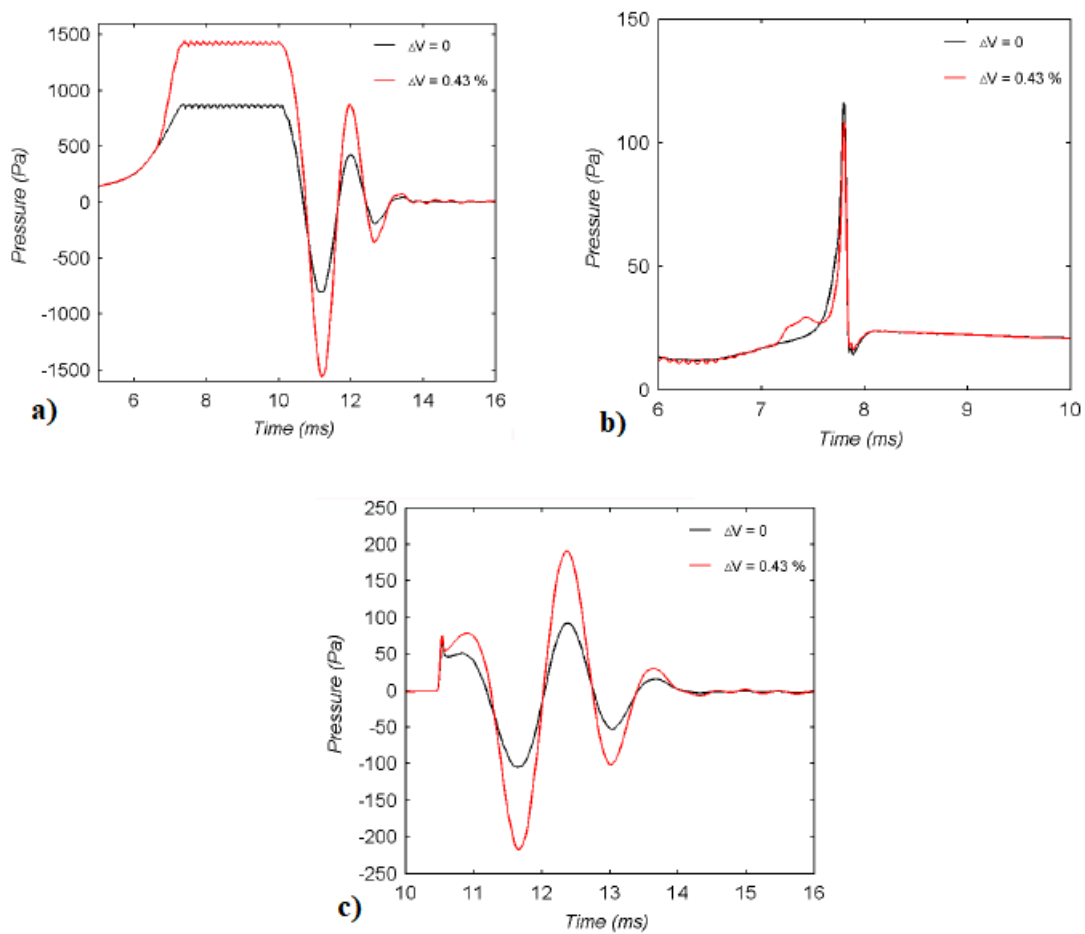 1500
1000
500
0
-500
-1000
-1500
Pressure (Pa)
ΔV = 0
ΔV = 0.43 %
6 8 10 12 14 16
Time (ms)
a)
150
100
50
0
Pressure (Pa)
ΔV = 0
ΔV = 0.43 %
6 7 8 9 10
Time (ms)
b)
250
200
150
100
50
0
-50
-100
-150
-200
-250
Pressure (Pa)
ΔV = 0
ΔV = 0.43 %
10 11 12 13 14 15 16
Time (ms)
c)